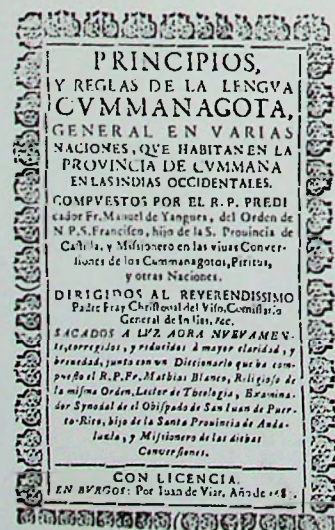 PRINCIPIOS,
Y REGLAS DE LA LENGVA
CVMMANAGOTA,
GENERAL EN VARIAS
NACIONES, QVE HABITAN EN LA
PROVINCIA DE CVMMANA
EN LAS INDIAS OCCIDENTALES.
COMPVESTOS POR EL R. P. PREDI
cador Fr. Manuel de Yangues, del Orden de
N P. S. Francisco, hijo de la S. Prouincia de
Castilla, y Missionero en las viuas Conver-
siones de los Cummanagotos, Piritus,
y otras Naciones.
DIRIGIDOS AL REVERENDISSIMO
Padre Fray Christoual del Viso, Comissario
General de Indias, &c.
SACADOS A LVZ AORA NVEVAMEN-
te, corregidos, y reducidos à mayor claridad, y
breuedad, junto con un Diccionario que ha com-
puesto el R. P. Fr. Mathias Blanco, Religioso de
la misma Orden, Lector de Theologia, Examina-
dor Synodal de el Obispado de San Iuan de Puer-
to-Rico, hijo de la Santa Prouincia de Anda-
luzia, y Missionero de las dichas
Conversiones.
CON LICENCIA.
EN BVRGOS: Por Iuan de Viar, Año de